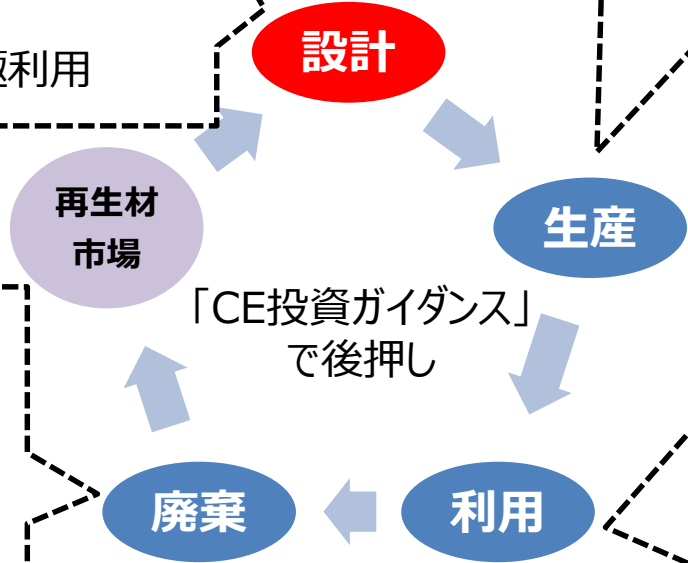 設計
利用
再生材
市場
生産
「CE投資ガイダンス」
で後押し
廃棄
利用